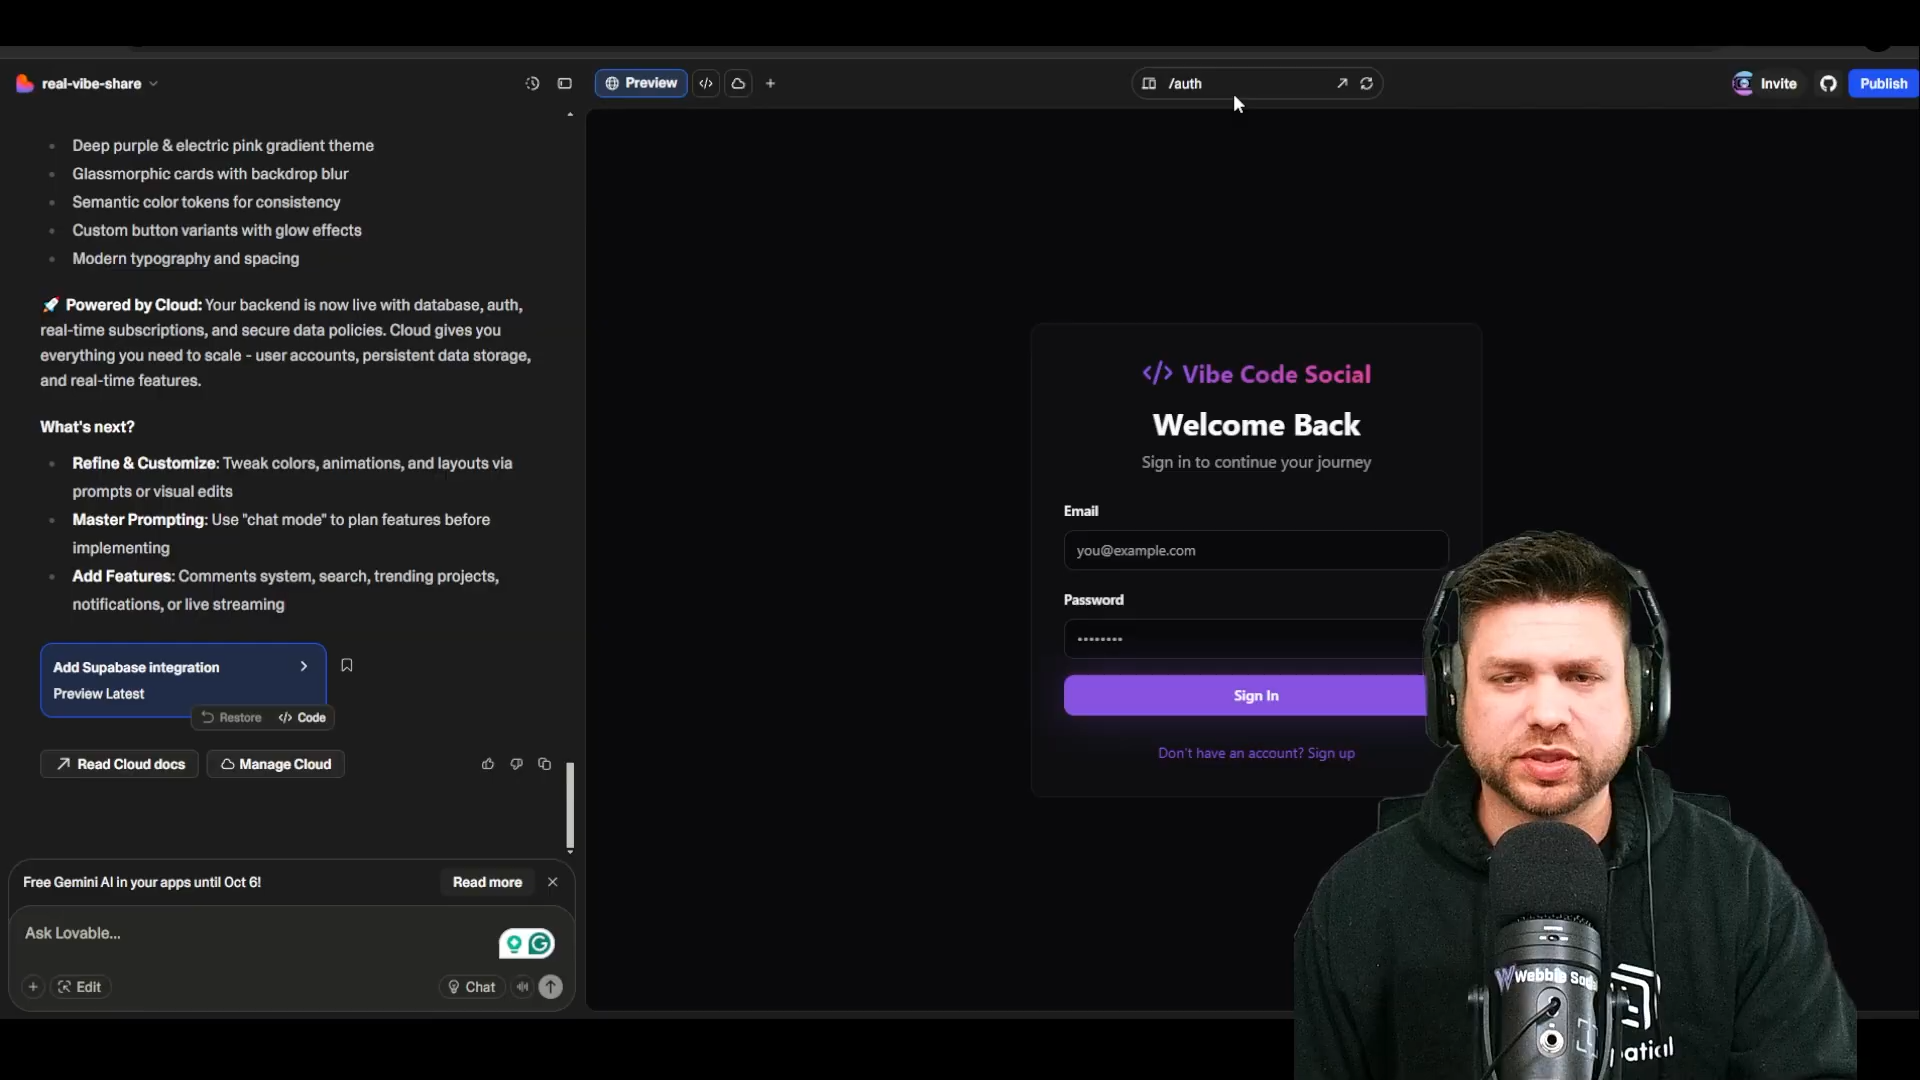 real-vibe-share
Preview
/auth
Invite
Publish
Deep purple & electric pink gradient theme
Glassmorphic cards with backdrop blur
Semantic color tokens for consistency
Custom button variants with glow effects
Modern typography and spacing
🚀 Powered by Cloud: Your backend is now live with database, auth,
real-time subscriptions, and secure data policies. Cloud gives you
everything you need to scale - user accounts, persistent data storage,
and real-time features.
What's next?
Refine & Customize: Tweak colors, animations, and layouts via
prompts or visual edits
Master Prompting: Use "chat mode" to plan features before
implementing
Add Features: Comments system, search, trending projects,
notifications, or live streaming
Add Supabase integration
Preview Latest
Restore
Code
Read Cloud docs
Manage Cloud
Free Gemini AI in your apps until Oct 6!
Read more
Ask Lovable...
Edit
Chat
</> Vibe Code Social
Welcome Back
Sign in to continue your journey
Email
you@example.com
Password
••••••••
Sign In
Don't have an account? Sign up
Webbie